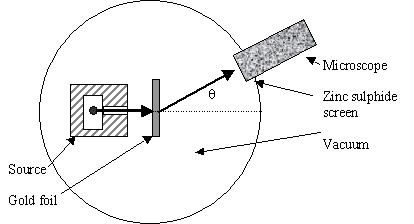 θ
Microscope
Zinc sulphide
screen
Vacuum
Source
Gold foil